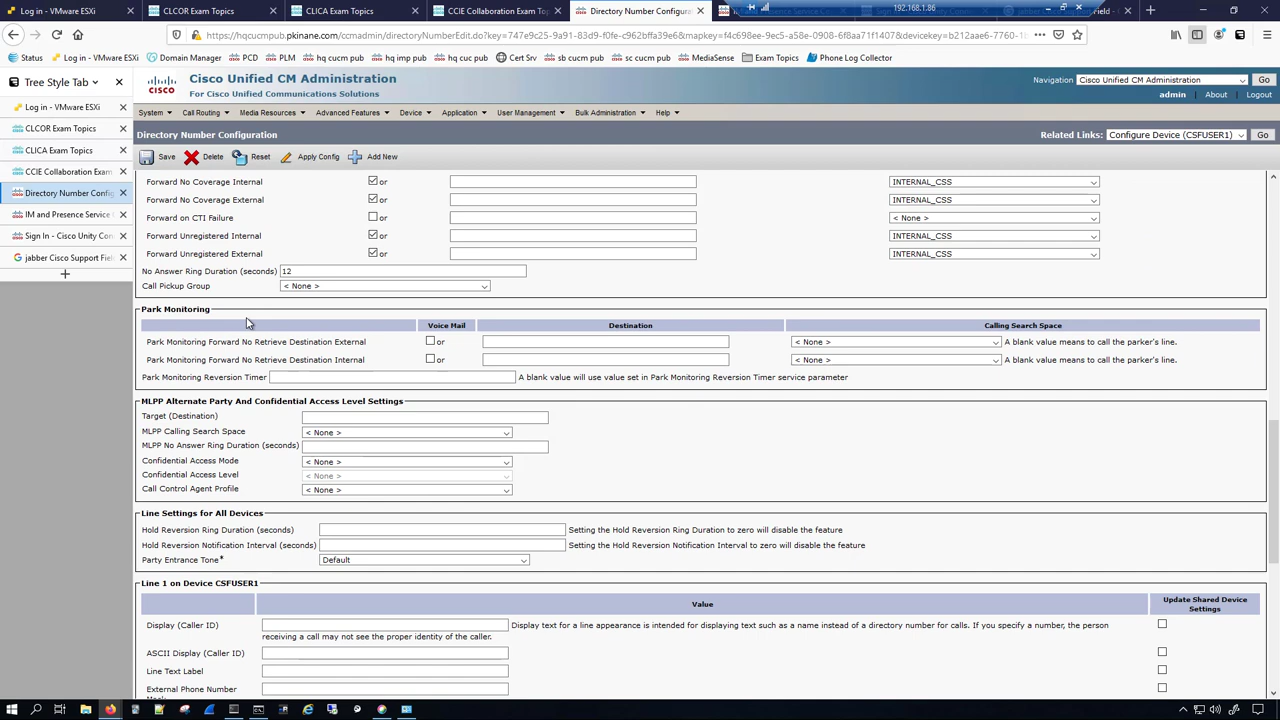 Log in - VMware ESXi
CLCOR Exam Topics
CLICA Exam Topics
CCIE Collaboration Exam To
Directory Number Configura
192.168.1.86
https://hqcucmpub.pkinane.com/ccmadmin/directoryNumberEdit.do?key=
Status
Log in - VMware ESXi
Domain Manager
PCD
PLM
hq cucm pub
hq imp pub
hq cuc pub
Cert Srv
sb cucm pub
sc cucm pub
MediaSense
Exam Topics
Phone Log Collector
Tree Style Tab
Log in - VMware ESXi
CLCOR Exam Topics
CLICA Exam Topics
CCIE Collaboration Exam
Directory Number Config
IM and Presence Service
Sign In - Cisco Unity Con
jabber Cisco Support Fiel
CISCO
Cisco Unified CM Administration
For Cisco Unified Communications Solutions
Navigation Cisco Unified CM Administration Go
admin About Logout
System Call Routing Media Resources Advanced Features Device Application User Management Bulk Administration Help
Directory Number Configuration
Related Links: Configure Device (CSFUSER1) Go
Save Delete Reset Apply Config Add New
Forward No Coverage Internal or INTERNAL_CSS
Forward No Coverage External or INTERNAL_CSS
Forward on CTI Failure or < None >
Forward Unregistered Internal or INTERNAL_CSS
Forward Unregistered External or INTERNAL_CSS
No Answer Ring Duration (seconds) 12
Call Pickup Group < None >
Park Monitoring
Voice Mail Destination Calling Search Space
Park Monitoring Forward No Retrieve Destination External or < None > A blank value means to call the parker's line.
Park Monitoring Forward No Retrieve Destination Internal or < None > A blank value means to call the parker's line.
Park Monitoring Reversion Timer A blank value will use value set in Park Monitoring Reversion Timer service parameter
MLPP Alternate Party And Confidential Access Level Settings
Target (Destination)
MLPP Calling Search Space < None >
MLPP No Answer Ring Duration (seconds)
Confidential Access Mode < None >
Confidential Access Level < None >
Call Control Agent Profile < None >
Line Settings for All Devices
Hold Reversion Ring Duration (seconds) Setting the Hold Reversion Ring Duration to zero will disable the feature
Hold Reversion Notification Interval (seconds) Setting the Hold Reversion Notification Interval to zero will disable the feature
Party Entrance Tone* Default
Line 1 on Device CSFUSER1
Value Update Shared Device
Settings
Display (Caller ID) Display text for a line appearance is intended for displaying text such as a name instead of a directory number for calls. If you specify a number, the person
receiving a call may not see the proper identity of the caller.
ASCII Display (Caller ID)
Line Text Label
External Phone Number